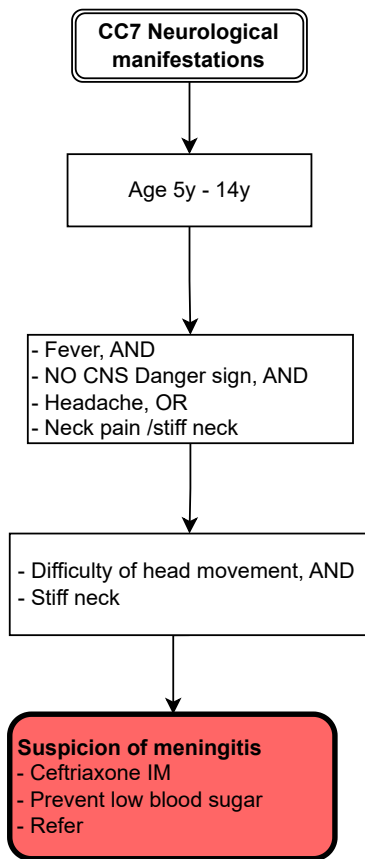 CC7 Neurological
manifestations
Age 5y - 14y
- Fever, AND
- NO CNS Danger sign, AND
- Headache, OR
- Neck pain /stiff neck
- Difficulty of head movement, AND
- Stiff neck
Suspicion of meningitis
- Ceftriaxone IM
- Prevent low blood sugar
- Refer